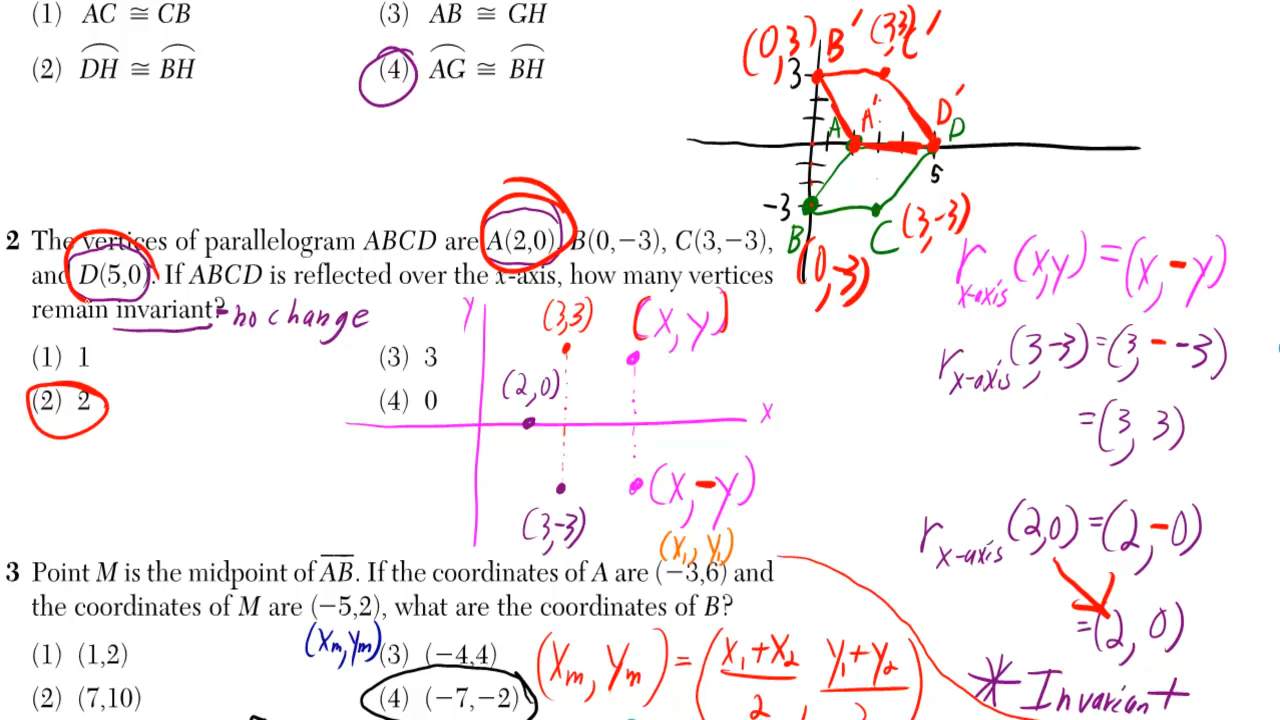 (1) AC ≅ CB (3) AB ≅ GH
(2) DH ≅ BH (4) AG ≅ BH
(0,3) B' (3,3) C'
3
A A' D' D
5
-3
B C (3,-3)
(0,-3)
2 The vertices of parallelogram ABCD are A(2,0), B(0,−3), C(3,−3),
and D(5,0). If ABCD is reflected over the x-axis, how many vertices
remain invariant? - no change
(1) 1 (3) 3
(2) 2 (4) 0
y (3,3) (x,y)
(2,0)
x
(3,-3) (x,-y)
r x-axis (x,y) = (x,-y)
r x-axis (3,-3) = (3,--3)
= (3,3)
r x-axis (2,0) = (2,-0)
= (2,0)
* Invariant
(x₁,y₁)
3 Point M is the midpoint of AB. If the coordinates of A are (−3,6) and
the coordinates of M are (−5,2), what are the coordinates of B?
(xm,ym)
(1) (1,2) (3) (−4,4)
(2) (7,10) (4) (−7,−2)
(xm, ym) = (x₁+x₂/2, y₁+y₂/2)